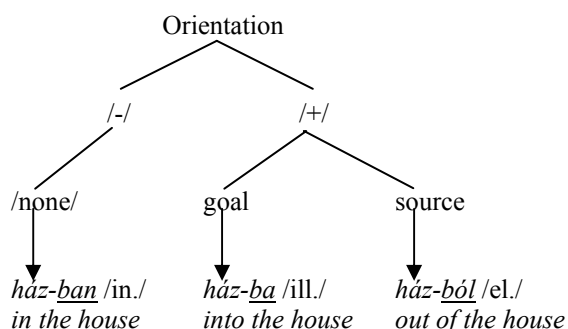 Orientation
/-/ /+/
/none/ goal source
ház-ban /in./ ház-ba /ill./ ház-ból /el./
in the house into the house out of the house